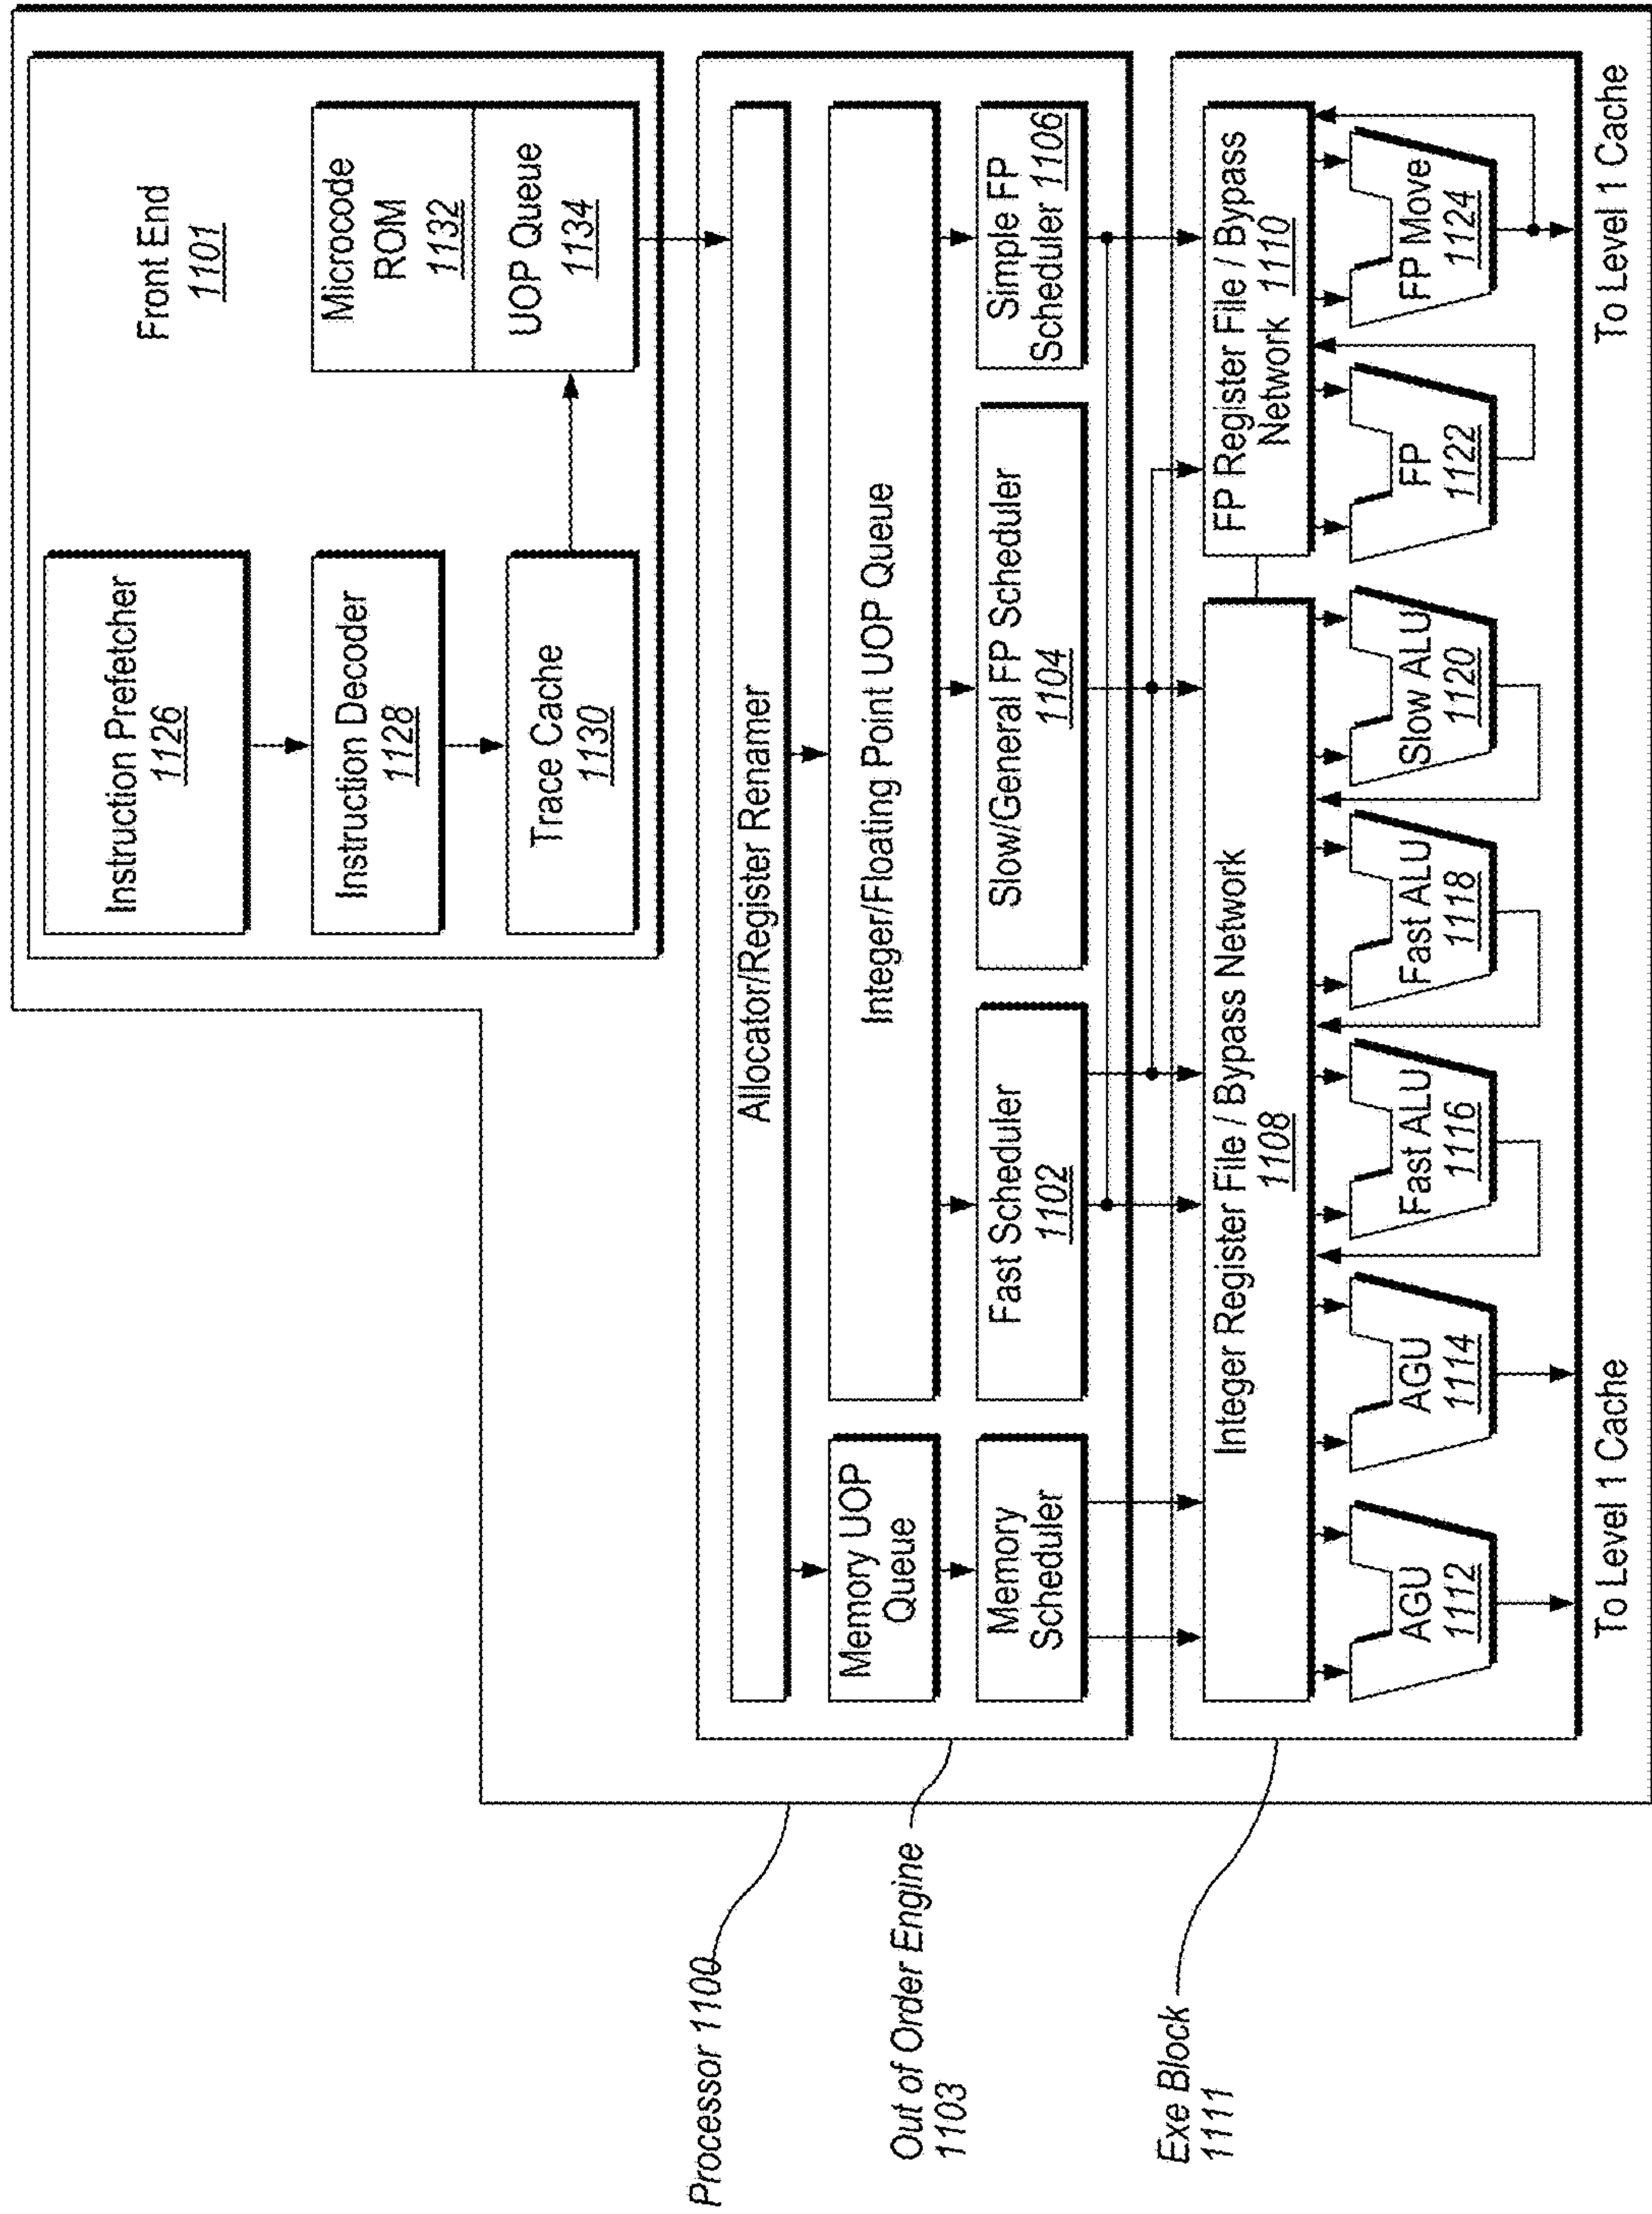 Front End
1101
Instruction Prefetcher
1126
Instruction Decoder
1128
Trace Cache
1130
Microcode
ROM
1132
UOP Queue
1134
Processor 1100
Allocator/Register Renamer
Memory UOP
Queue
Integer/Floating Point UOP Queue
Out of Order Engine
1103
Memory
Scheduler
Fast Scheduler
1102
Slow/General FP Scheduler
1104
Simple FP
Scheduler 1106
Exe Block
1111
Integer Register File / Bypass Network
1108
FP Register File / Bypass
Network 1110
AGU
1112
AGU
1114
Fast ALU
1116
Fast ALU
1118
Slow ALU
1120
FP
1122
FP Move
1124
To Level 1 Cache
To Level 1 Cache